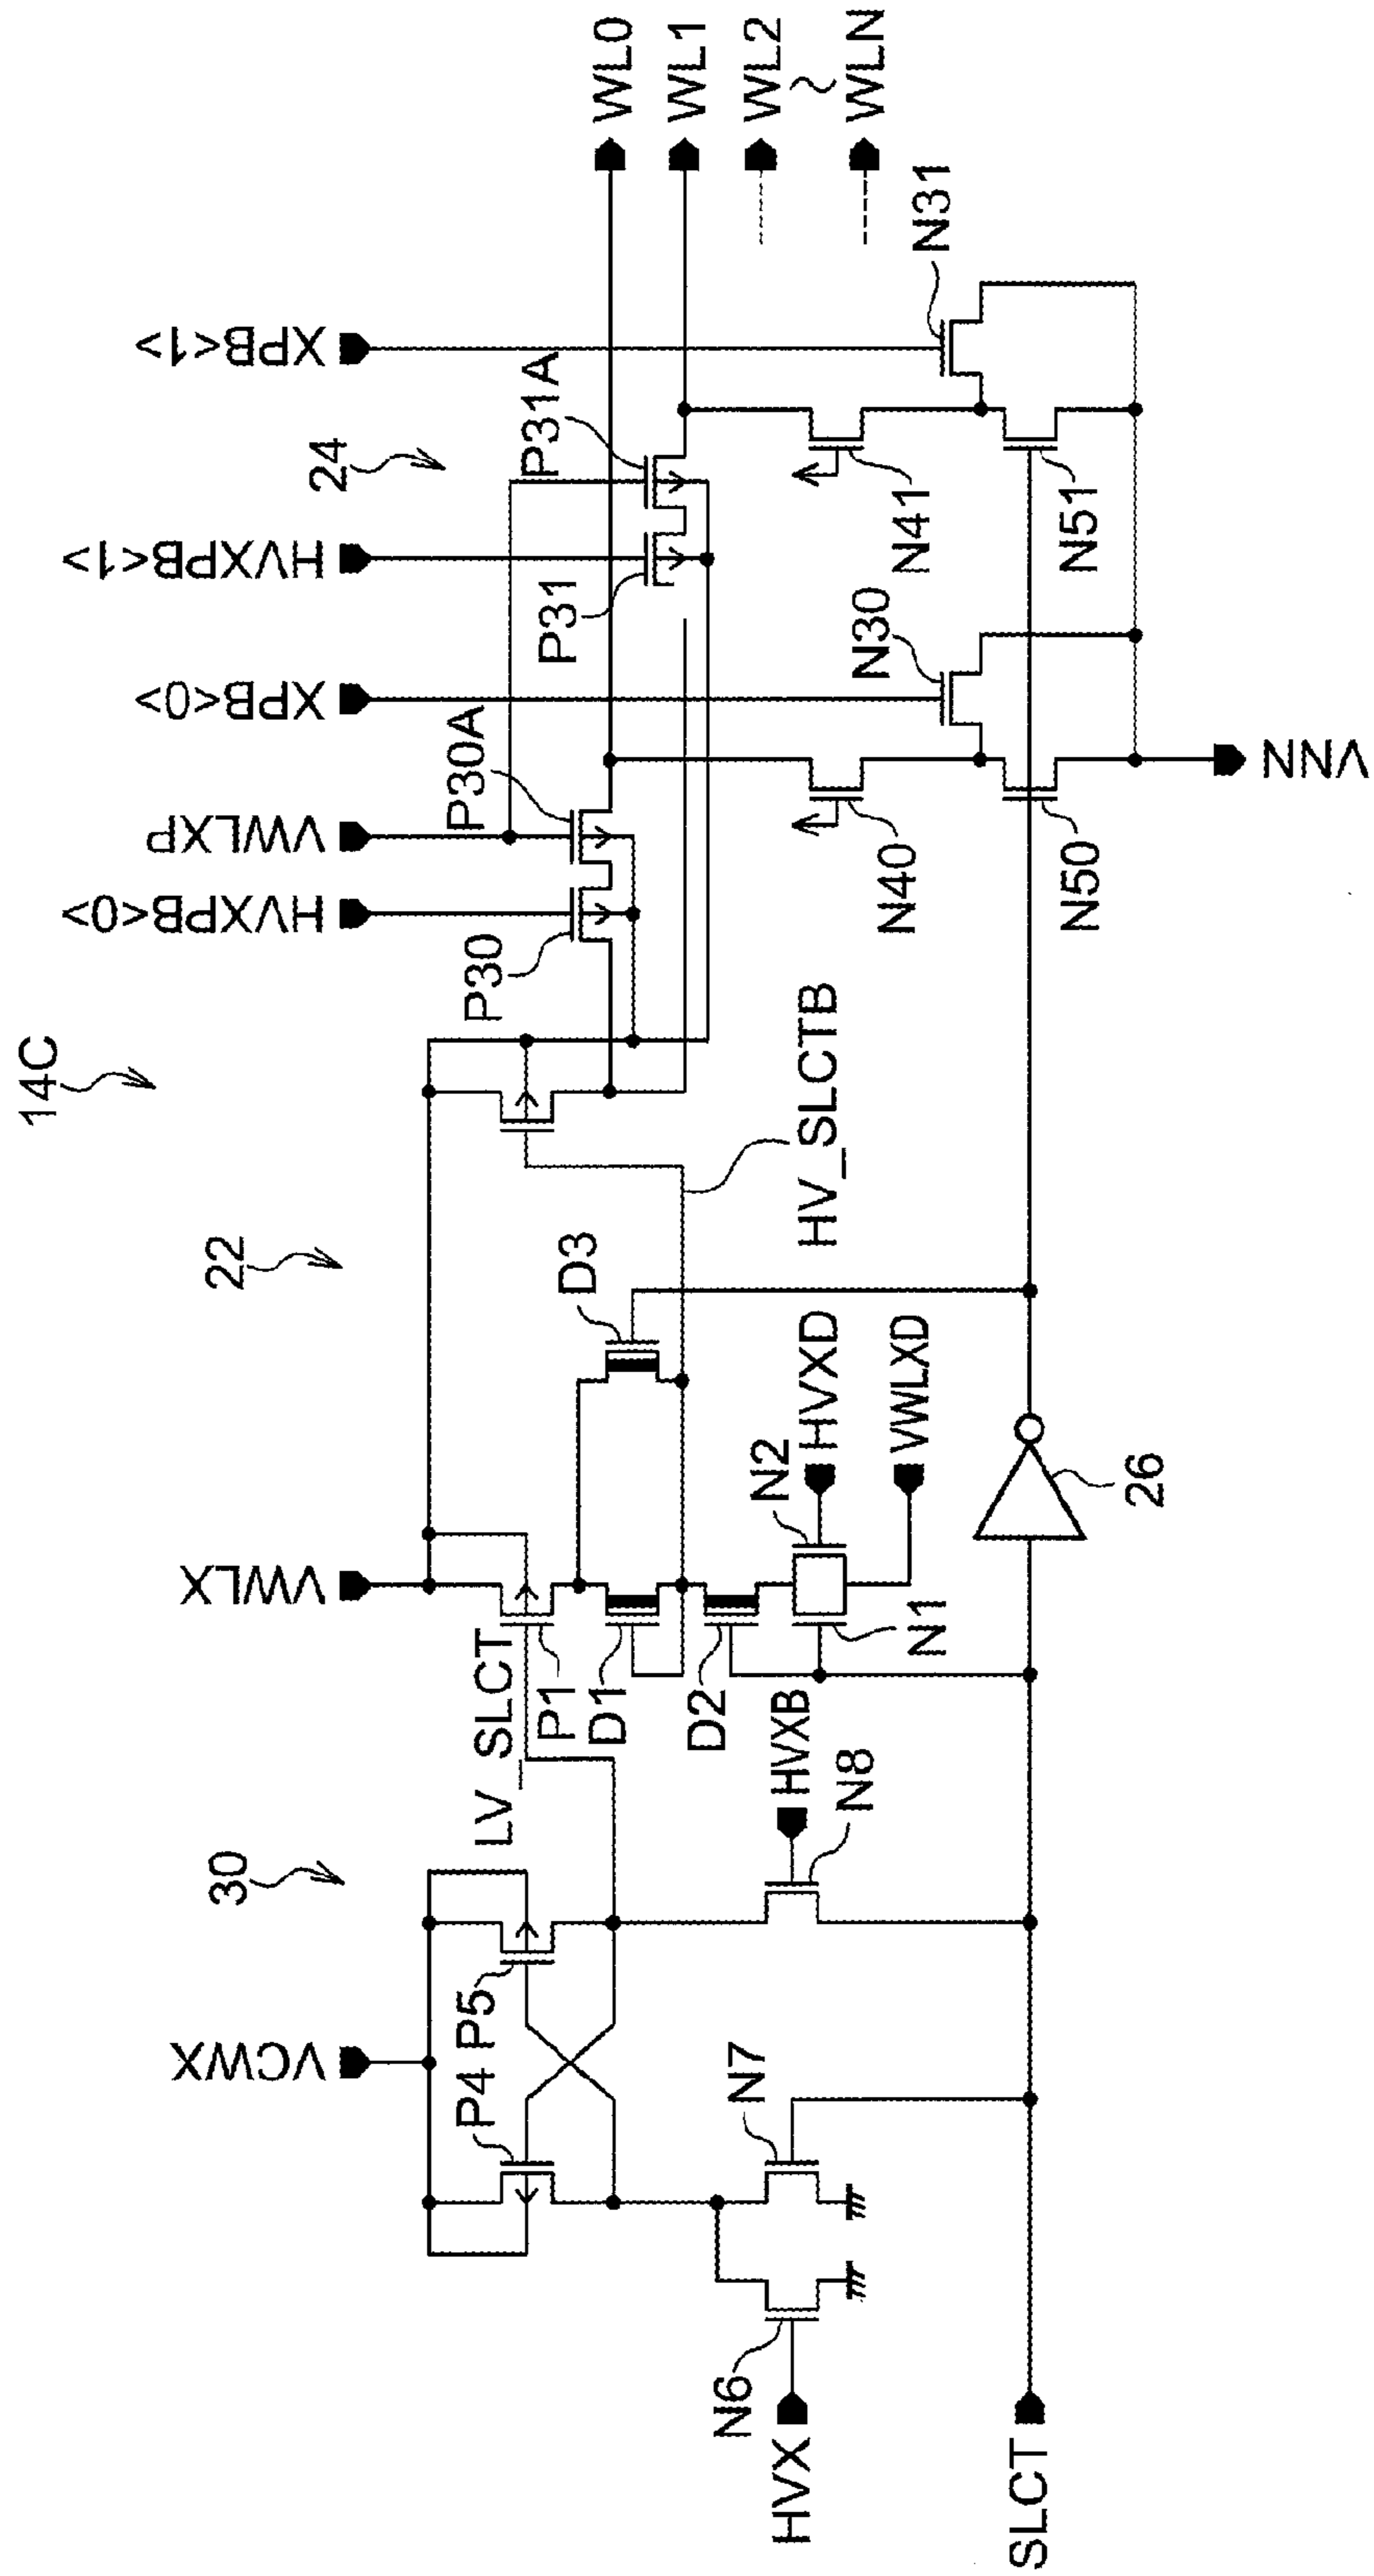 14C
30
22
24
VCWX
VWLX
HVXPB<0>
VWLXP
XPB<0>
HVXPB<1>
XPB<1>
P4
P5
LV_SLCT
P1
D1
D2
D3
P30
P30A
P31
P31A
WL0
WL1
WL2
~
WLN
HV_SLCTB
N6
N7
N8
HVXB
N1
N2
HVXD
VWLXD
N40
N30
N41
N31
N50
N51
HVX
SLCT
26
VNN